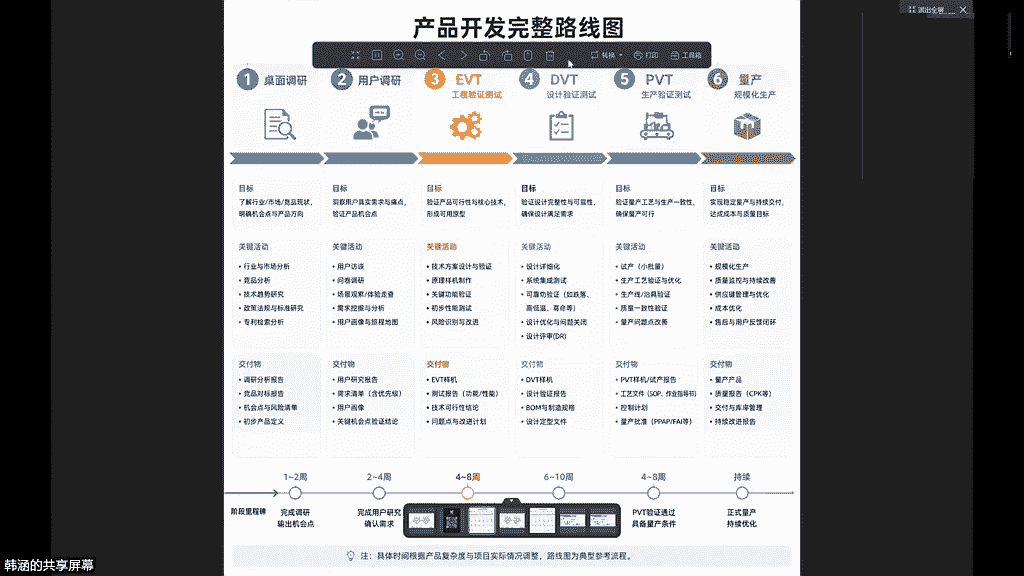 退出全屏
产品开发完整路线图
转换 打印 工具箱
1 桌面调研
2 用户调研
3 EVT
工程验证测试
4 DVT
设计验证测试
5 PVT
生产验证测试
6 量产
规模化生产
目标
了解行业/市场/竞品现状,
明确机会点与产品方向
目标
洞察用户真实需求与痛点,
验证产品机会点
目标
验证产品可行性与核心技术,
形成可用原型
目标
验证设计完整性与可靠性,
确保设计满足需求
目标
验证量产工艺与生产一致性,
确保量产可行
目标
实现稳定量产与持续交付,
达成成本与质量目标
关键活动
• 行业与市场分析
• 竞品分析
• 技术趋势研究
• 政策法规与标准研究
• 专利检索分析
关键活动
• 用户访谈
• 问卷调研
• 场景观察/体验走查
• 需求挖掘与分析
• 用户画像与旅程地图
关键活动
• 技术方案设计与验证
• 原理样机制作
• 关键功能验证
• 初步性能测试
• 风险识别与改进
关键活动
• 设计详细化
• 系统集成测试
• 可靠性验证(如跌落、
高低温、寿命等)
• 设计优化与问题关闭
• 设计评审(DR)
关键活动
• 试产(小批量)
• 生产工艺验证与优化
• 生产线/治具验证
• 质量一致性验证
• 量产问题点改善
关键活动
• 规模化生产
• 质量监控与持续改善
• 供应链管理与优化
• 成本优化
• 售后与用户反馈闭环
交付物
• 调研分析报告
• 竞品对标报告
• 机会点与风险清单
• 初步产品定义
交付物
• 用户研究报告
• 需求清单(含优先级)
• 用户画像
• 关键机会点验证结论
交付物
• EVT样机
• 测试报告(功能/性能)
• 技术可行性结论
• 问题点与改进计划
交付物
• DVT样机
• 设计验证报告
• BOM与制造规格
• 设计定型文件
交付物
• PVT样机/试产报告
• 工艺文件(SOP、作业指导书)
• 控制计划
• 量产批准(PPAP/FAI等)
交付物
• 量产产品
• 质量报告(CPK等)
• 交付与库存管理
• 持续改进报告
1~2周
2~4周
4~8周
6~10周
4~8周
持续
阶段里程碑
完成调研
输出机会点
完成用户研究
确认需求
PVT验证通过
具备量产条件
正式量产
持续优化
注:具体时间根据产品复杂度与项目实际情况调整,路线图为典型参考流程。
韩涵的共享屏幕